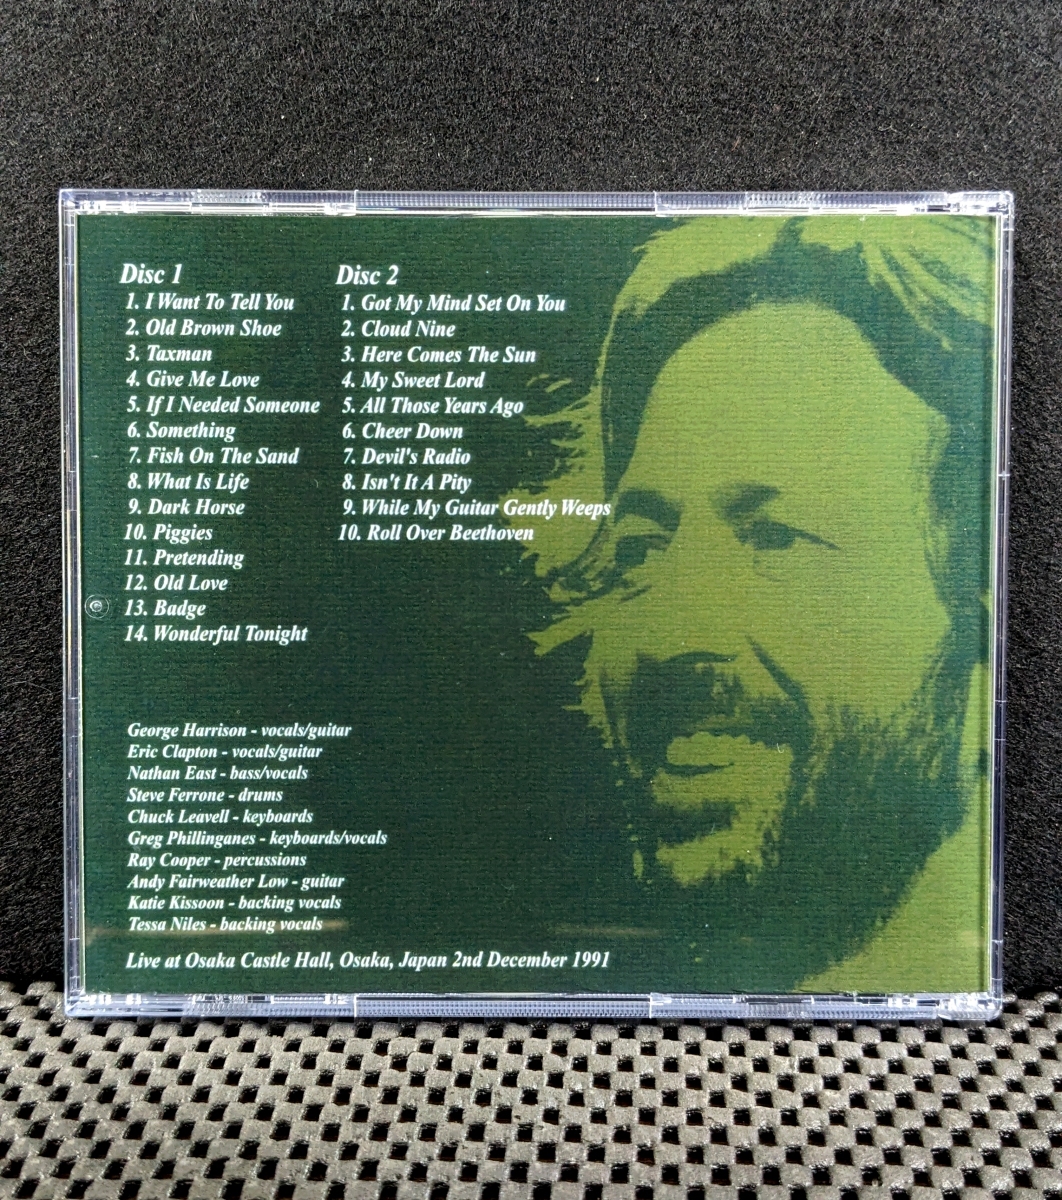 Disc 1
1. I Want To Tell You
2. Old Brown Shoe
3. Taxman
4. Give Me Love
5. If I Needed Someone
6. Something
7. Fish On The Sand
8. What Is Life
9. Dark Horse
10. Piggies
11. Pretending
12. Old Love
13. Badge
14. Wonderful Tonight
Disc 2
1. Got My Mind Set On You
2. Cloud Nine
3. Here Comes The Sun
4. My Sweet Lord
5. All Those Years Ago
6. Cheer Down
7. Devil's Radio
8. Isn't It A Pity
9. While My Guitar Gently Weeps
10. Roll Over Beethoven
George Harrison - vocals/guitar
Eric Clapton - vocals/guitar
Nathan East - bass/vocals
Steve Ferrone - drums
Chuck Leavell - keyboards
Greg Phillinganes - keyboards/vocals
Ray Cooper - percussions
Andy Fairweather Low - guitar
Katie Kissoon - backing vocals
Tessa Niles - backing vocals
Live at Osaka Castle Hall, Osaka, Japan 2nd December 1991